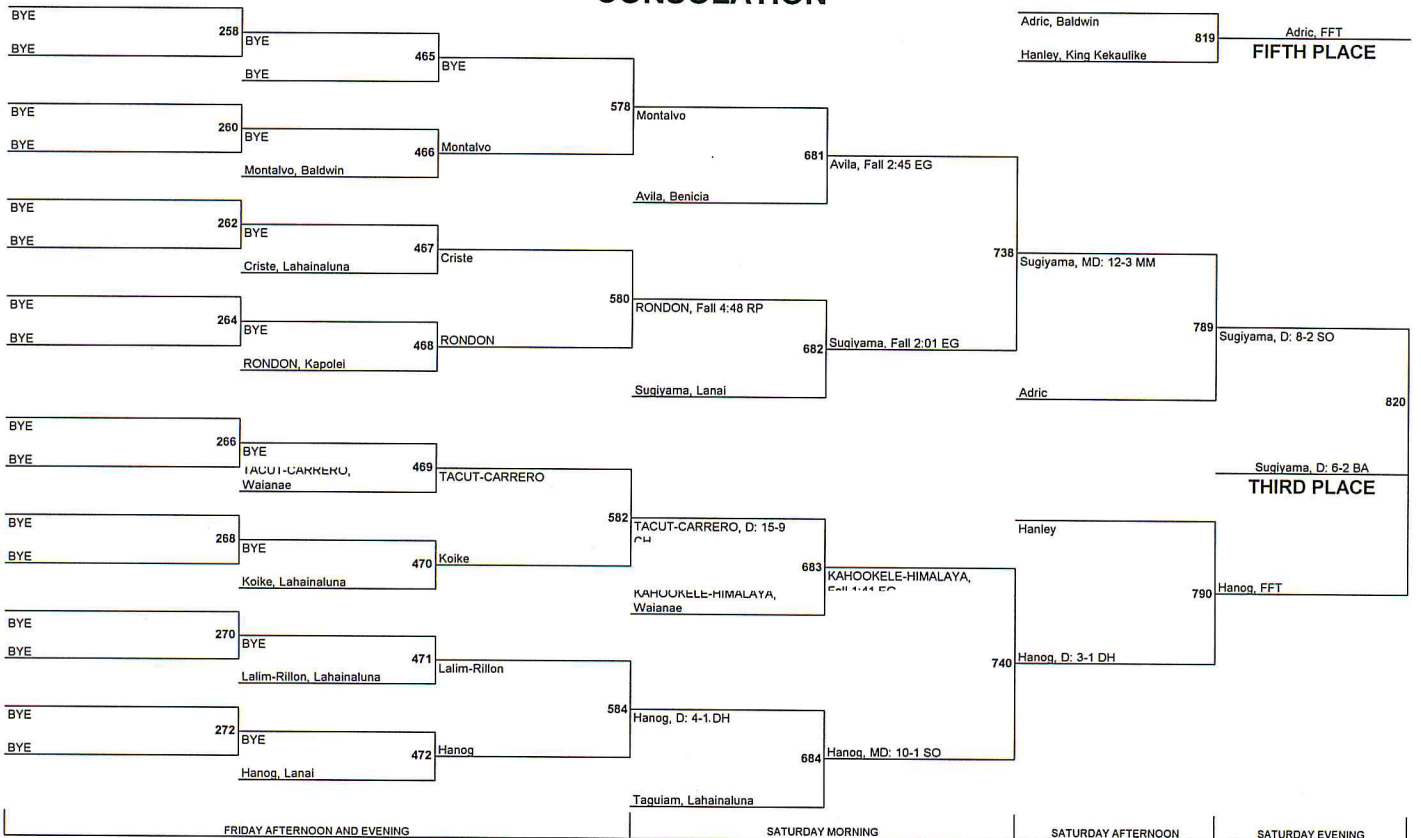 CONSOLATION
BYE
258
BYE
BYE
465
BYE
BYE
BYE
260
BYE
BYE
466
Montalvo
Montalvo, Baldwin
578
Montalvo
681
Avila, Fall 2:45 EG
Avila, Benicia
BYE
262
BYE
BYE
467
Criste
Criste, Lahainaluna
BYE
264
BYE
BYE
468
RONDON
RONDON, Kapolei
580
RONDON, Fall 4:48 RP
682
Sugiyama, Fall 2:01 EG
Sugiyama, Lanai
738
Sugiyama, MD: 12-3 MM
789
Sugiyama, D: 8-2 SO
Adric
820
Sugiyama, D: 6-2 BA
THIRD PLACE
BYE
266
BYE
BYE
469
TACUT-CARRERO
TACUT-CARRERO,
Waianae
BYE
268
BYE
BYE
470
Koike
Koike, Lahainaluna
582
TACUT-CARRERO, D: 15-9
CH
683
KAHOOKELE-HIMALAYA,
Fall 1:41 EG
KAHOOKELE-HIMALAYA,
Waianae
BYE
270
BYE
BYE
471
Lalim-Rillon
Lalim-Rillon, Lahainaluna
BYE
272
BYE
BYE
472
Hanog
Hanog, Lanai
584
Hanog, D: 4-1 DH
684
Hanog, MD: 10-1 SO
Taguiam, Lahainaluna
740
Hanog, D: 3-1 DH
Hanley
790
Hanog, FFT
Adric, Baldwin
819
Adric, FFT
FIFTH PLACE
Hanley, King Kekaulike
FRIDAY AFTERNOON AND EVENING
SATURDAY MORNING
SATURDAY AFTERNOON
SATURDAY EVENING